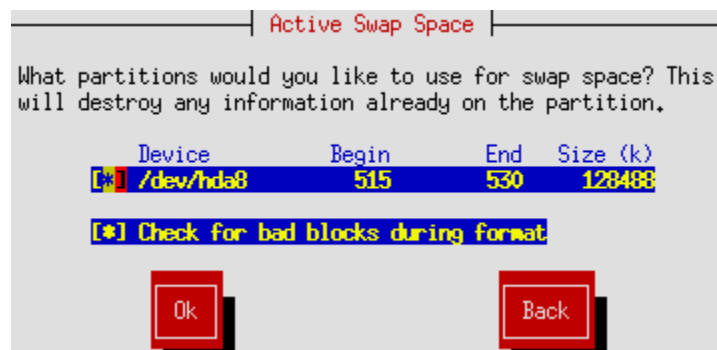 Active Swap Space
What partitions would you like to use for swap space? This
will destroy any information already on the partition.
Device Begin End Size (k)
[*] /dev/hda8 515 530 128488
[*] Check for bad blocks during format
Ok Back